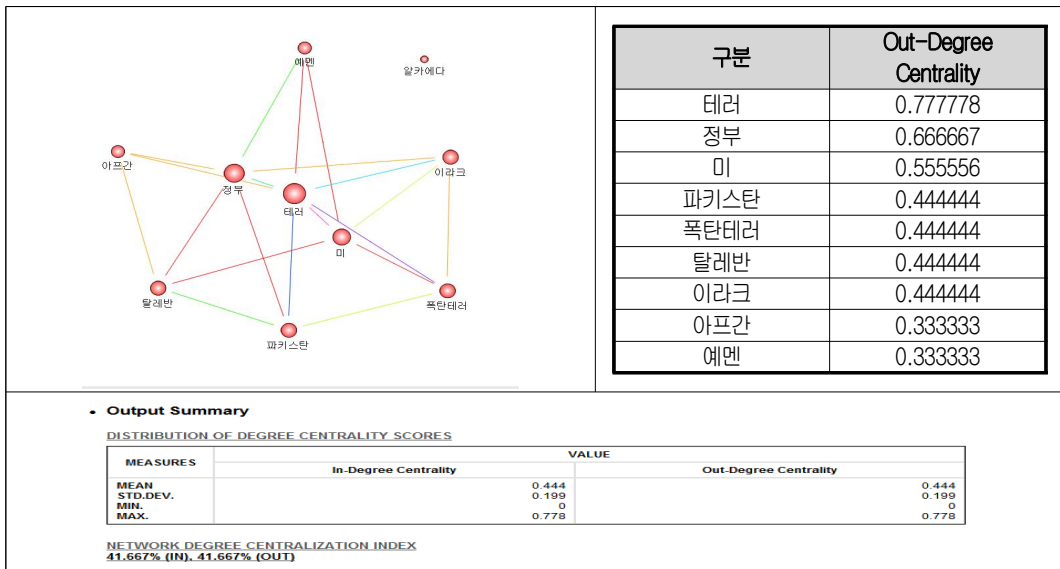 예멘
알카에다
아프간
정부
이라크
테러
미
탈레반
폭탄테러
파키스탄
구분 Out-Degree
Centrality
테러 0.777778
정부 0.666667
미 0.555556
파키스탄 0.444444
폭탄테러 0.444444
탈레반 0.444444
이라크 0.444444
아프간 0.333333
예멘 0.333333
• Output Summary
DISTRIBUTION OF DEGREE CENTRALITY SCORES
MEASURES VALUE
In-Degree Centrality Out-Degree Centrality
MEAN 0.444 0.444
STD.DEV. 0.199 0.199
MIN. 0 0
MAX. 0.778 0.778
NETWORK DEGREE CENTRALIZATION INDEX
41.667% (IN), 41.667% (OUT)